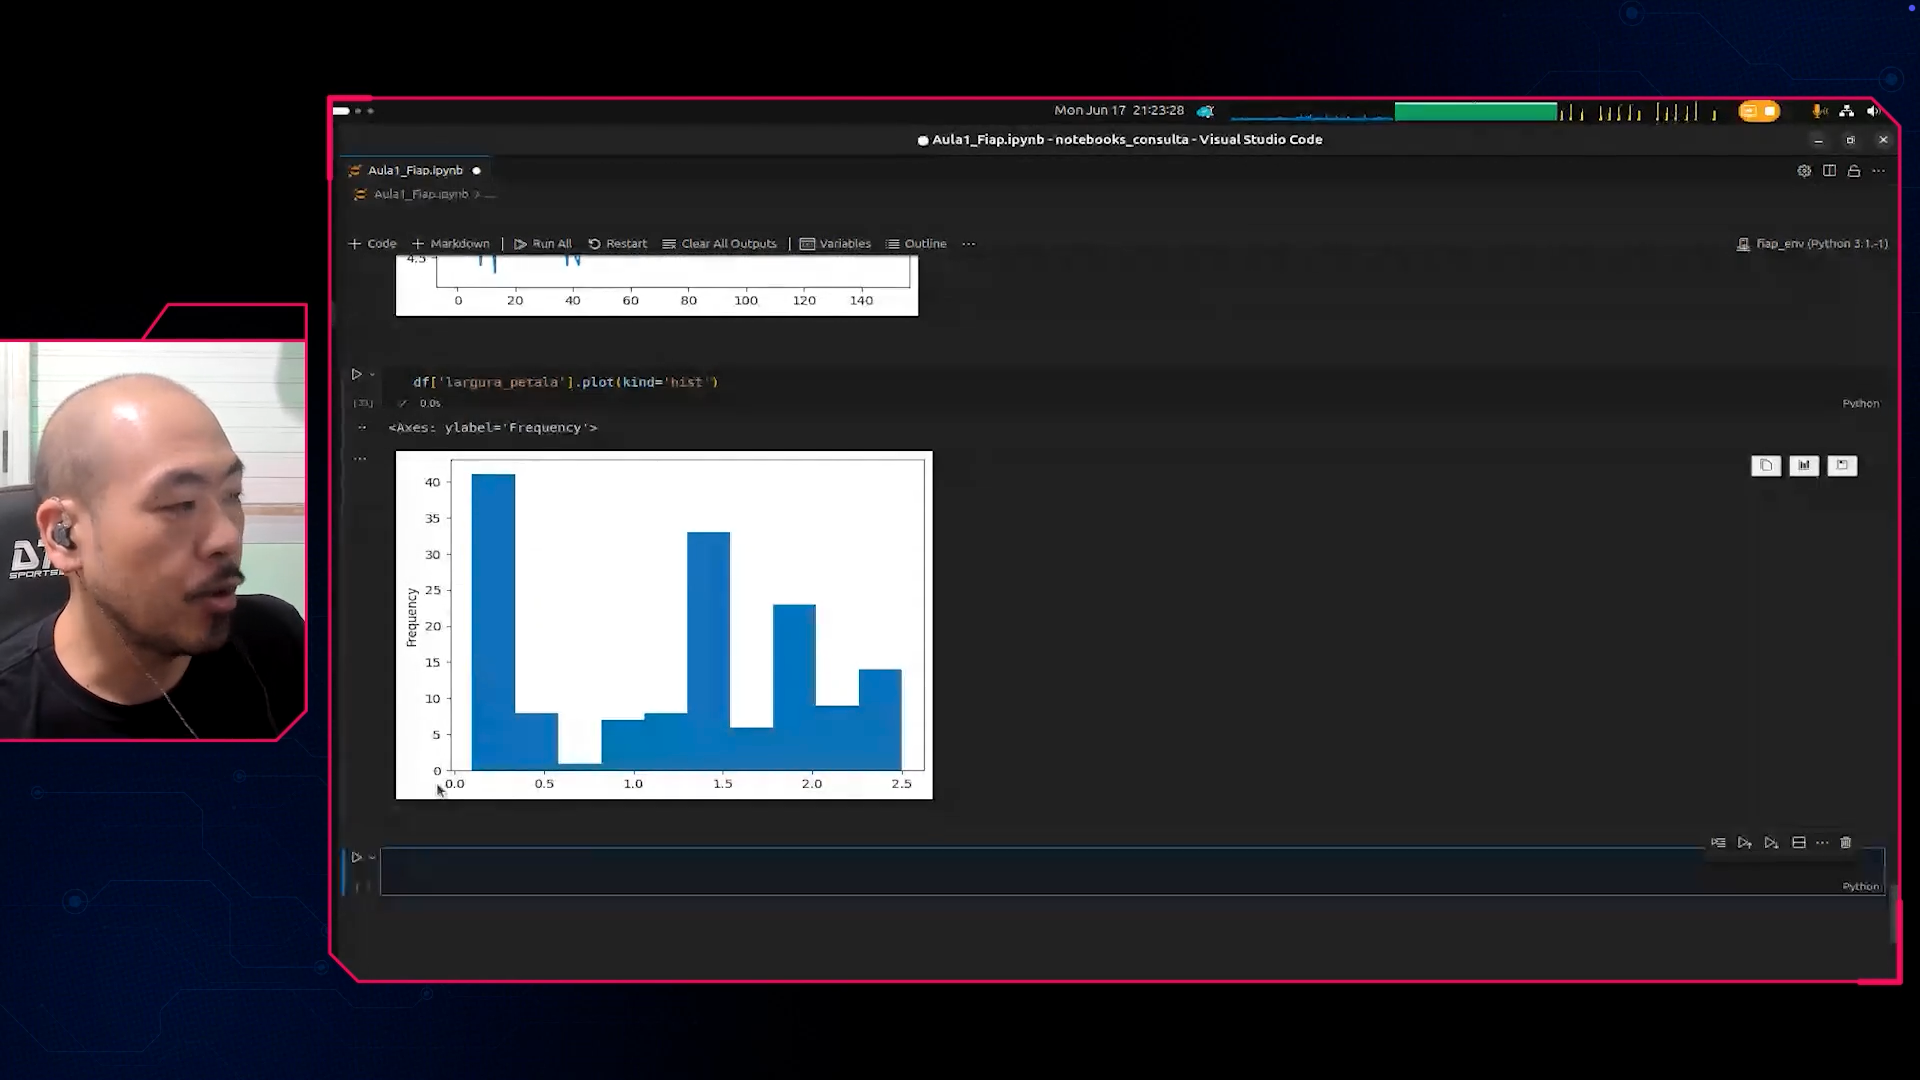 Mon Jun 17 21:23:28
Aula1_Fiap.ipynb - notebooks_consulta - Visual Studio Code
Aula1_Fiap.ipynb
Aula1_Fiap.ipynb > ...
+ Code + Markdown | Run All Restart Clear All Outputs | Variables Outline ...
fiap_env (Python 3.1.-1)
4.5
0 20 40 60 80 100 120 140
df['largura_petala'].plot(kind='hist')
[33]
0.0s
Python
<Axes: ylabel='Frequency'>
40
35
30
25
20
15
10
5
0
Frequency
0.0 0.5 1.0 1.5 2.0 2.5
Python
SPORTS